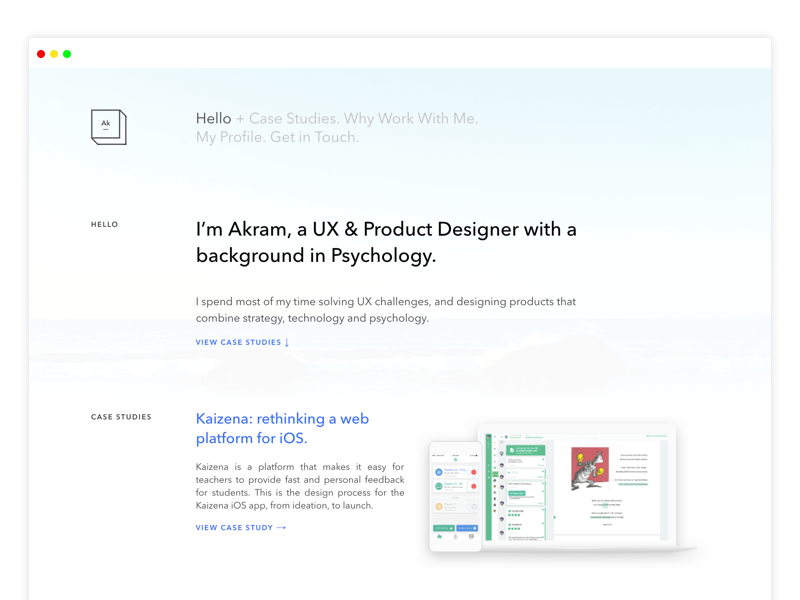 Ak
Hello + Case Studies. Why Work With Me.
My Profile. Get in Touch.
HELLO
I’m Akram, a UX & Product Designer with a
background in Psychology.
I spend most of my time solving UX challenges, and designing products that
combine strategy, technology and psychology.
VIEW CASE STUDIES ↓
CASE STUDIES
Kaizena: rethinking a web
platform for iOS.
Kaizena is a platform that makes it easy for
teachers to provide fast and personal feedback
for students. This is the design process for the
Kaizena iOS app, from ideation, to launch.
VIEW CASE STUDY →